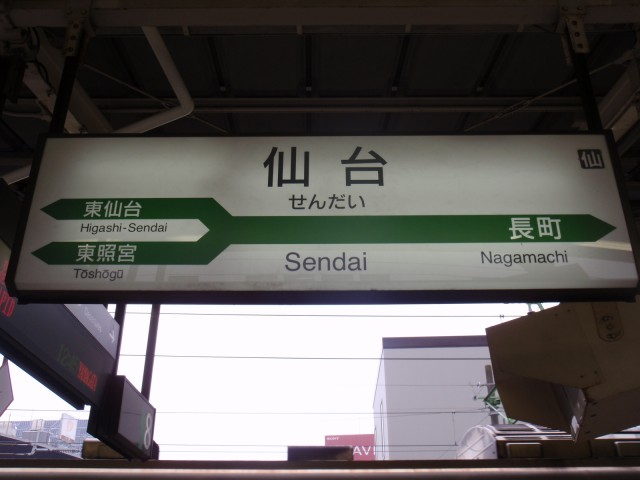 仙台
仙
せんだい
東仙台
Higashi-Sendai
東照宮
Tōshōgū
長町
Nagamachi
Sendai
8